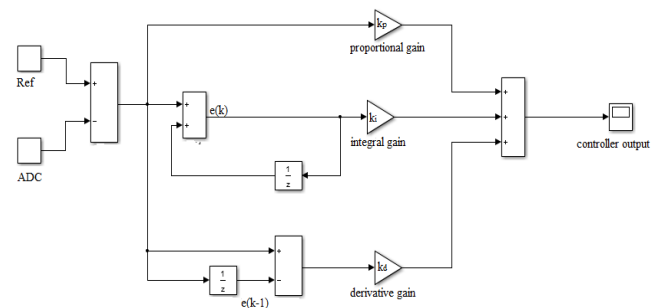 kp
proportional gain
Ref
+
−
+
+
e(k)
ki
integral gain
+
+
+
controller output
ADC
1
z
+
−
1
z
kd
derivative gain
e(k-1)